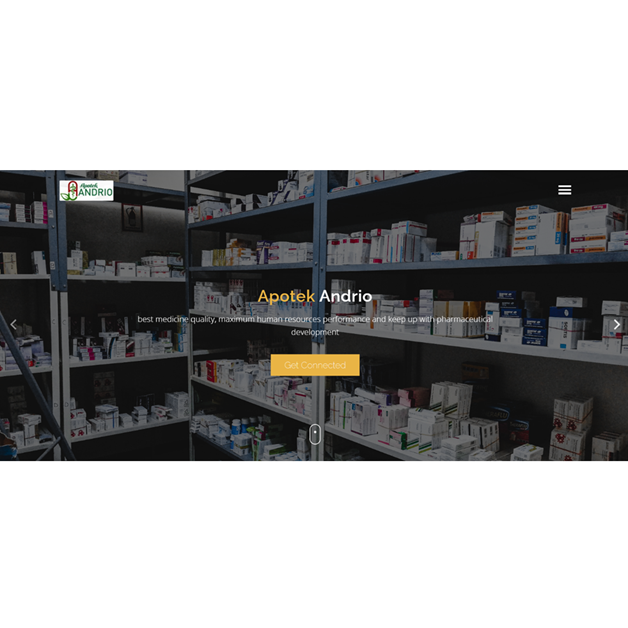 Apotek
ANDRIO
Apotek Andrio
best medicine quality, maximum human resources performance and keep up with pharmaceutical
development
Get Connected